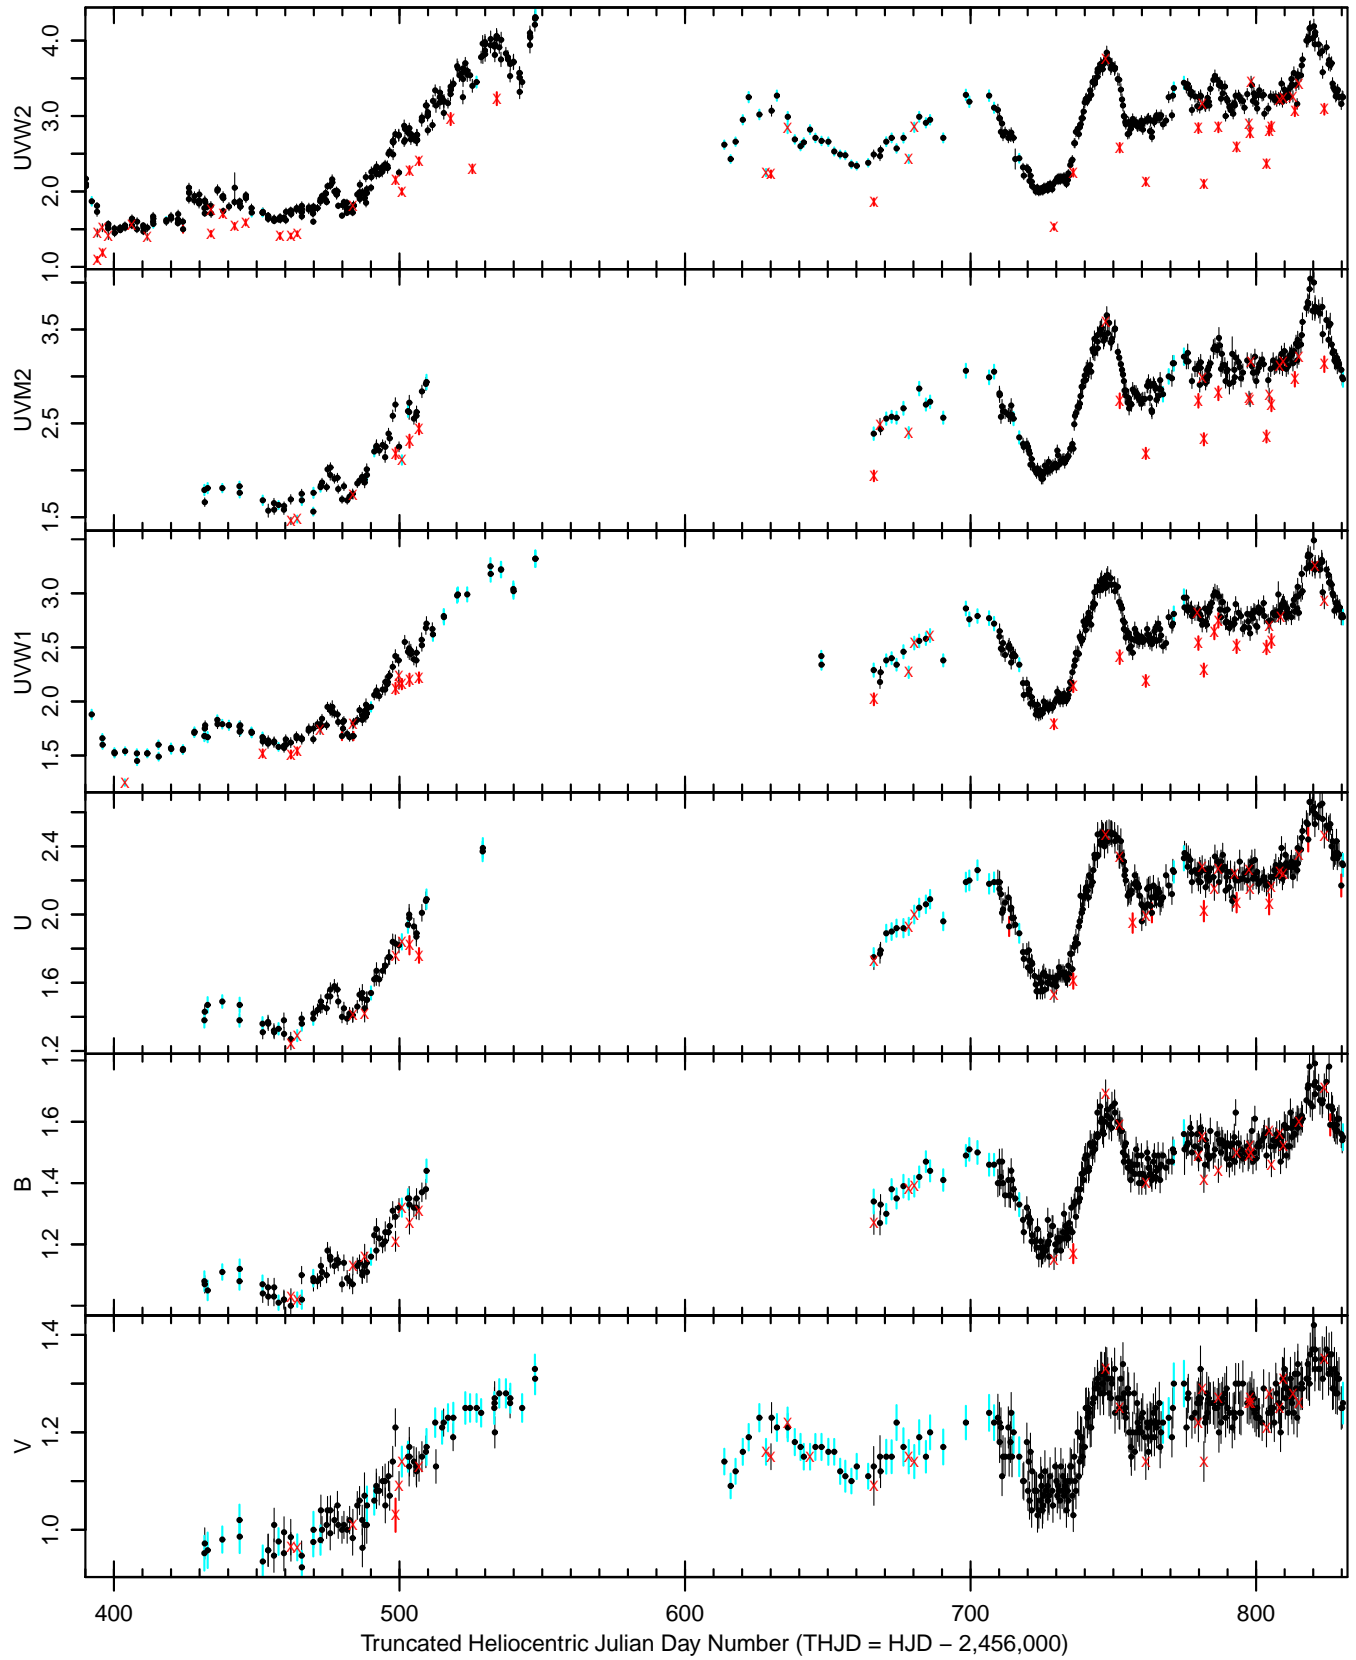 UVW2
4.0
3.0
2.0
1.0
UVM2
1
3.5
2.5
1.5
UVW1
3.0
2.5
2.0
1.5
U
2.4
2.0
1.6
1.2
B
1.6
1.4
1.2
V
1.4
1.2
1.0
400 500 600 700 800
Truncated Heliocentric Julian Day Number (THJD = HJD − 2,456,000)